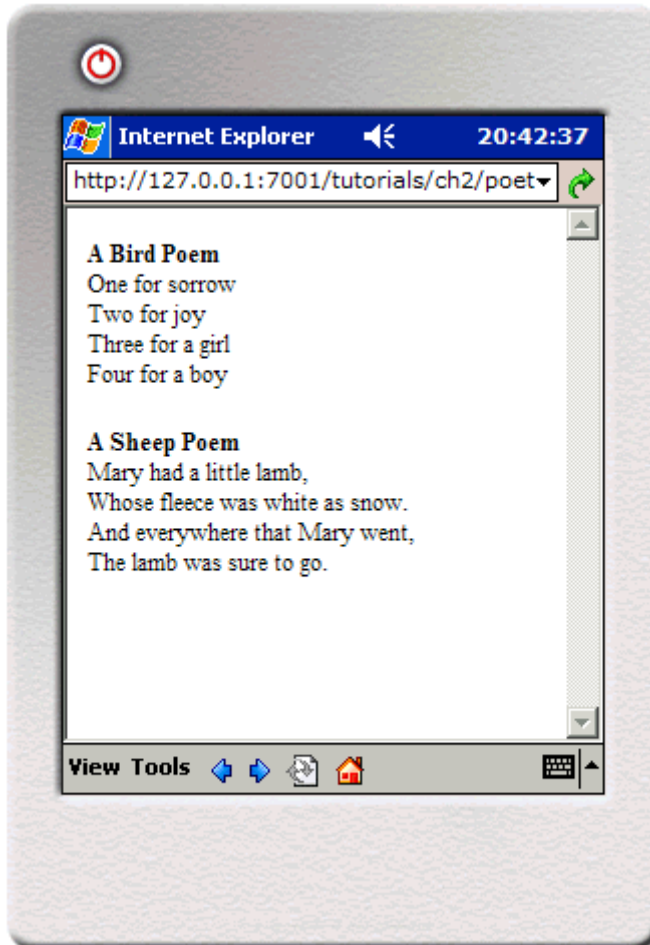 Internet Explorer 20:42:37
http://127.0.0.1:7001/tutorials/ch2/poet
A Bird Poem
One for sorrow
Two for joy
Three for a girl
Four for a boy
A Sheep Poem
Mary had a little lamb,
Whose fleece was white as snow.
And everywhere that Mary went,
The lamb was sure to go.
View Tools